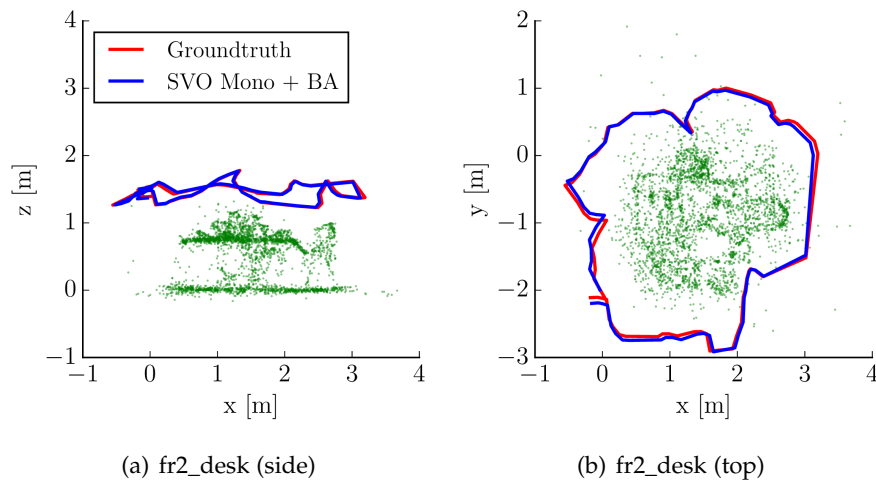 4
3
2
1
0
−1
z [m]
−1 0 1 2 3 4
x [m]
Groundtruth
SVO Mono + BA
(a) fr2_desk (side)
1
0
−1
−2
−3
y [m]
−1 0 1 2 3 4
x [m]
(b) fr2_desk (top)